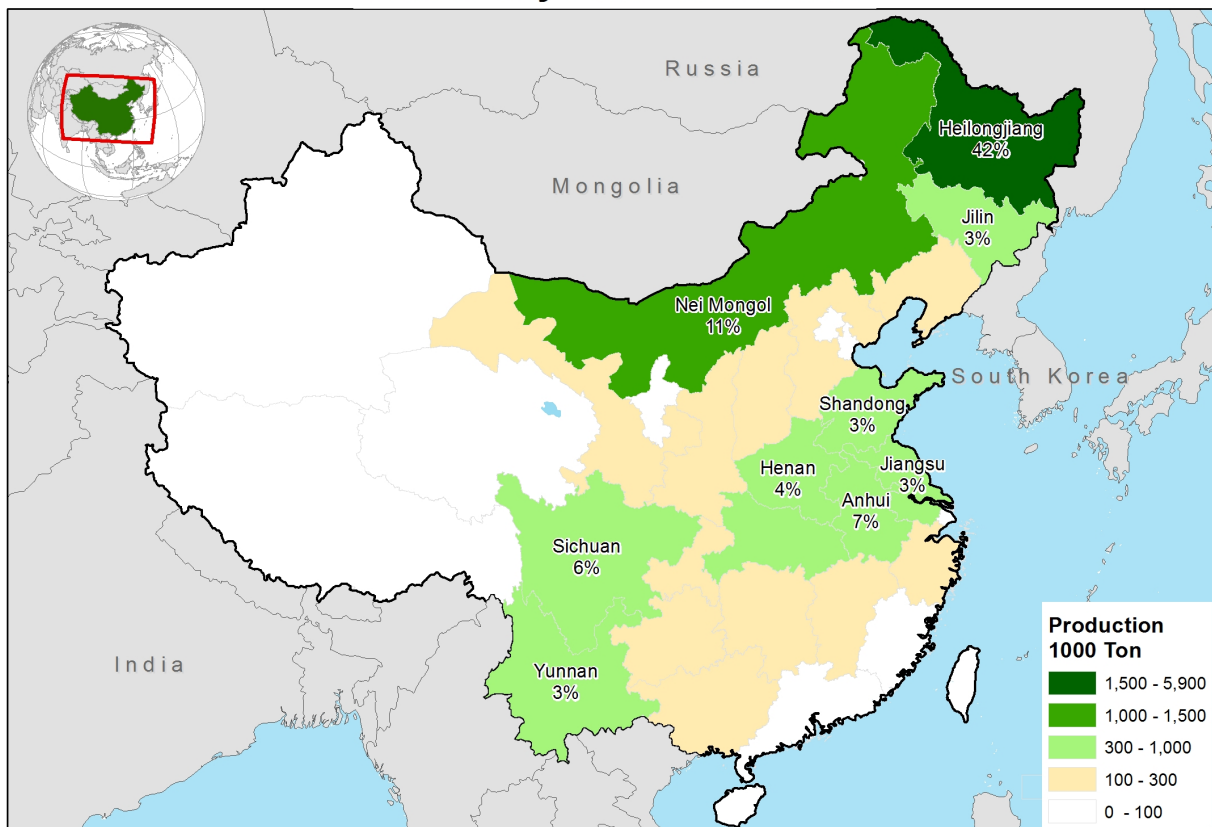 Russia
Mongolia
Heilongjiang
42%
Jilin
3%
Nei Mongol
11%
South Korea
Shandong
3%
Henan
4%
Jiangsu
3%
Anhui
7%
Sichuan
6%
Yunnan
3%
India
Production
1000 Ton
1,500 - 5,900
1,000 - 1,500
300 - 1,000
100 - 300
0 - 100